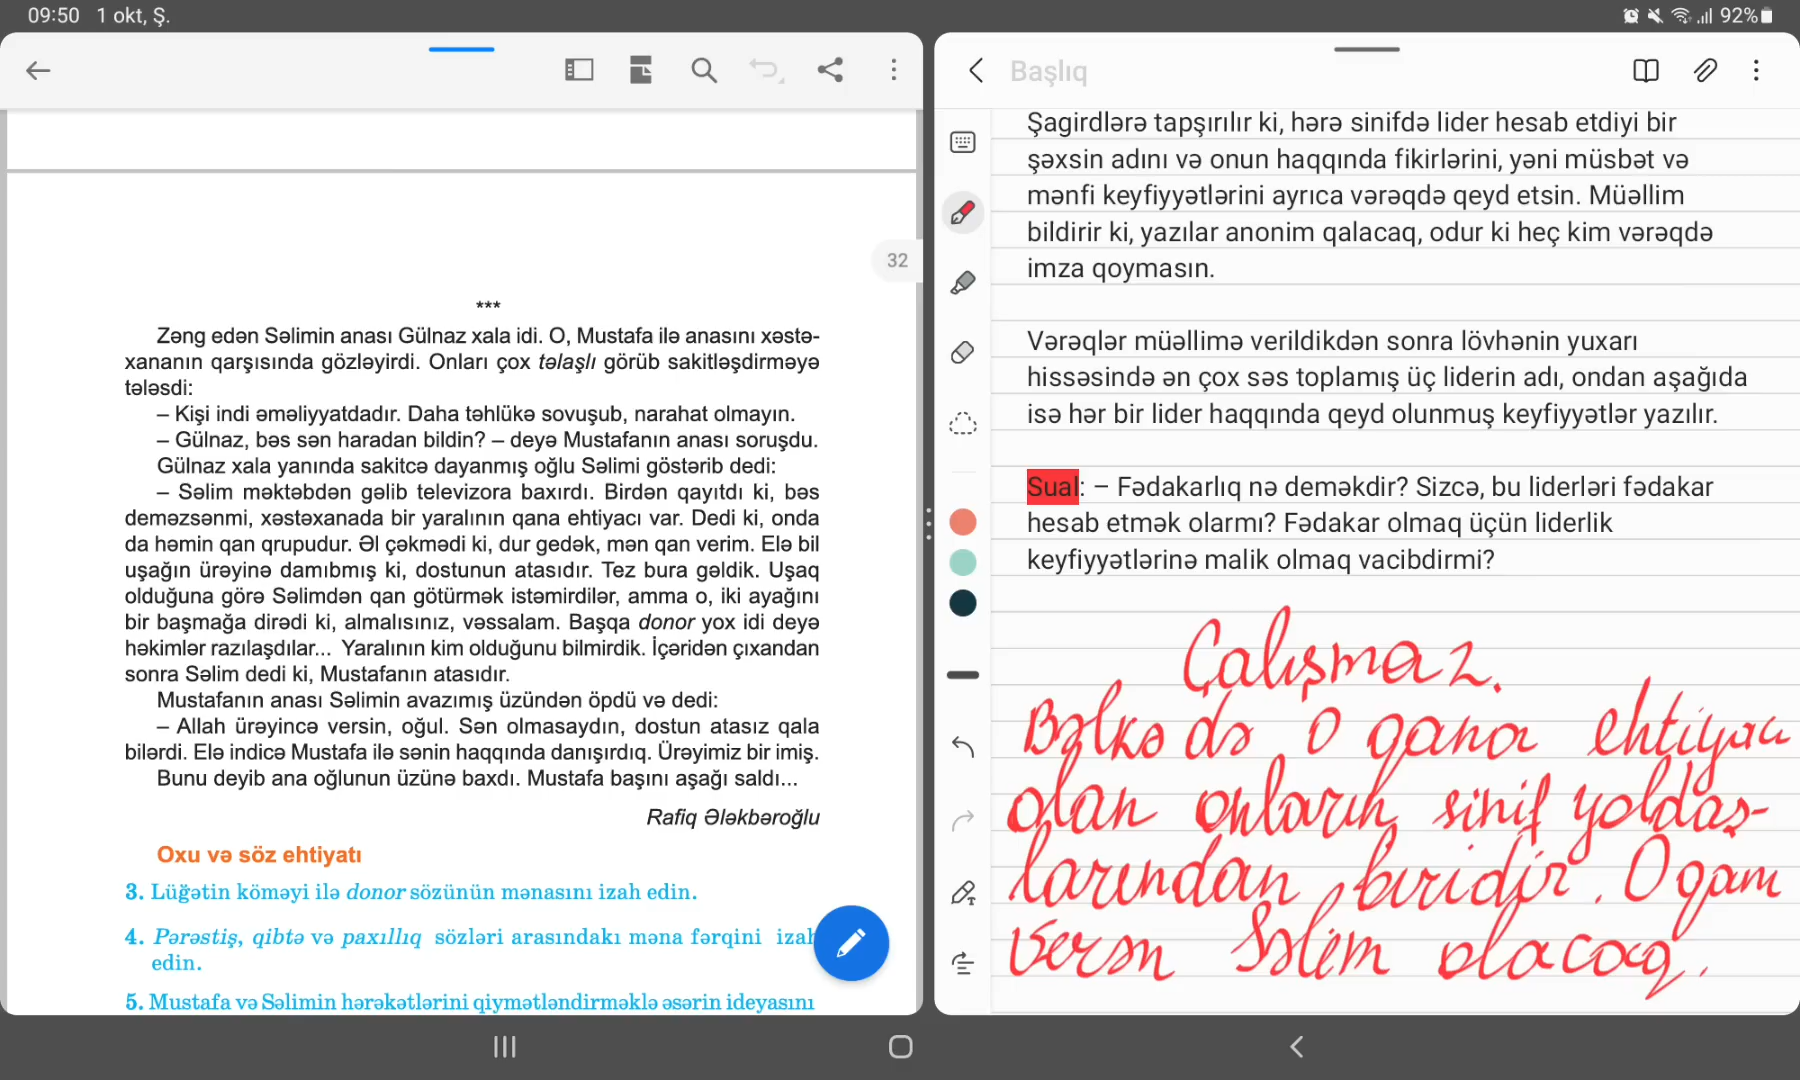 09:50 1 okt, Ş.
92%
32
***
Zəng edən Səlimin anası Gülnaz xala idi. O, Mustafa ilə anasını xəstə-
xananın qarşısında gözləyirdi. Onları çox təlaşlı görüb sakitləşdirməyə
tələsdi:
– Kişi indi əməliyyatdadır. Daha təhlükə sovuşub, narahat olmayın.
– Gülnaz, bəs sən haradan bildin? – deyə Mustafanın anası soruşdu.
Gülnaz xala yanında sakitcə dayanmış oğlu Səlimi göstərib dedi:
– Səlim məktəbdən gəlib televizora baxırdı. Birdən qayıtdı ki, bəs
deməzsənmi, xəstəxanada bir yaralının qana ehtiyacı var. Dedi ki, onda
da həmin qan qrupudur. Əl çəkmədi ki, dur gedək, mən qan verim. Elə bil
uşağın ürəyinə damıbmış ki, dostunun atasıdır. Tez bura gəldik. Uşaq
olduğuna görə Səlimdən qan götürmək istəmirdilər, amma o, iki ayağını
bir başmağa dirədi ki, almalısınız, vəssalam. Başqa donor yox idi deyə
həkimlər razılaşdılar... Yaralının kim olduğunu bilmirdik. İçəridən çıxandan
sonra Səlim dedi ki, Mustafanın atasıdır.
Mustafanın anası Səlimin avazımış üzündən öpdü və dedi:
– Allah ürəyincə versin, oğul. Sən olmasaydın, dostun atasız qala
bilərdi. Elə indicə Mustafa ilə sənin haqqında danışırdıq. Ürəyimiz bir imiş.
Bunu deyib ana oğlunun üzünə baxdı. Mustafa başını aşağı saldı...
Rafiq Ələkbəroğlu
Oxu və söz ehtiyatı
3. Lüğətin köməyi ilə donor sözünün mənasını izah edin.
4. Pərəstiş, qibtə və paxıllıq sözləri arasındakı məna fərqini izah
edin.
5. Mustafa və Səlimin hərəkətlərini qiymətləndirməklə əsərin ideyasını
Başlıq
Şagirdlərə tapşırılır ki, hərə sinifdə lider hesab etdiyi bir
şəxsin adını və onun haqqında fikirlərini, yəni müsbət və
mənfi keyfiyyətlərini ayrıca vərəqdə qeyd etsin. Müəllim
bildirir ki, yazılar anonim qalacaq, odur ki heç kim vərəqdə
imza qoymasın.
Vərəqlər müəllimə verildikdən sonra lövhənin yuxarı
hissəsində ən çox səs toplamış üç liderin adı, ondan aşağıda
isə hər bir lider haqqında qeyd olunmuş keyfiyyətlər yazılır.
Sual: – Fədakarlıq nə deməkdir? Sizcə, bu liderləri fədakar
hesab etmək olarmı? Fədakar olmaq üçün liderlik
keyfiyyətlərinə malik olmaq vacibdirmi?
Çalışmaz.
Bəlkə də o qana ehtiyacı
olan onların sinif yoldaş-
larından biridir. O qanı
verən Səlim olacaq.